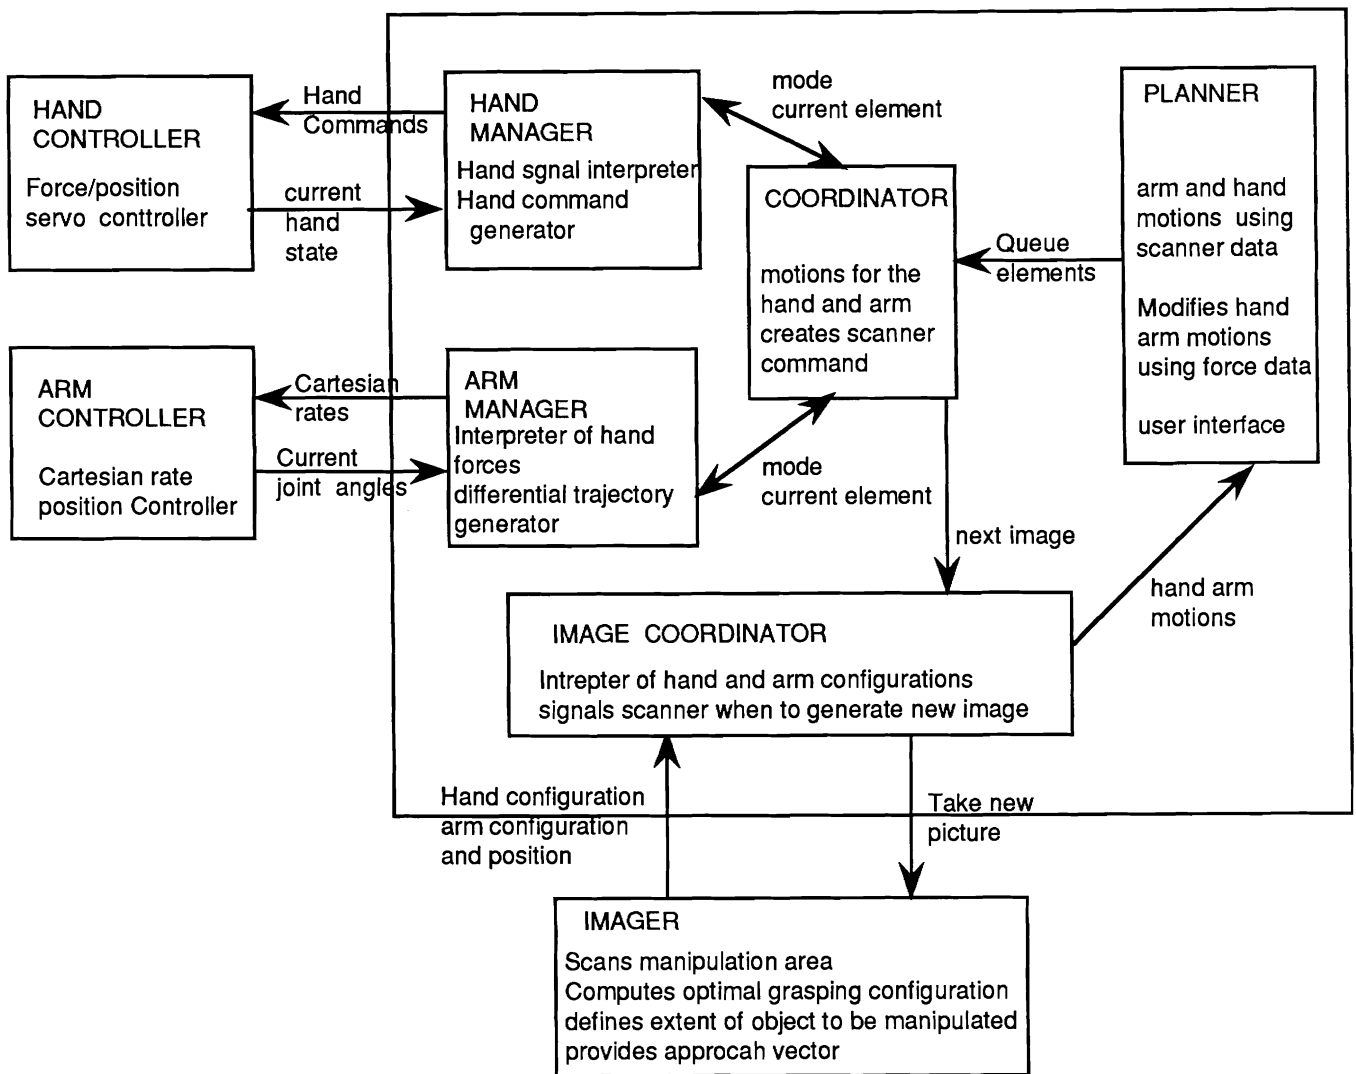 HAND
CONTROLLER
Force/position
servo conttroller
Hand
Commands
current
hand
state
HAND
MANAGER
Hand sgnal interpreter
Hand command
generator
mode
current element
COORDINATOR
motions for the
hand and arm
creates scanner
command
Queue
elements
PLANNER
arm and hand
motions using
scanner data
Modifies hand
arm motions
using force data
user interface
ARM
CONTROLLER
Cartesian rate
position Controller
Cartesian
rates
Current
joint angles
ARM
MANAGER
Interpreter of hand
forces
differential trajectory
generator
mode
current element
next image
hand arm
motions
IMAGE COORDINATOR
Intrepter of hand and arm configurations
signals scanner when to generate new image
Hand configuration
arm configuration
and position
Take new
picture
IMAGER
Scans manipulation area
Computes optimal grasping configuration
defines extent of object to be manipulated
provides approcah vector